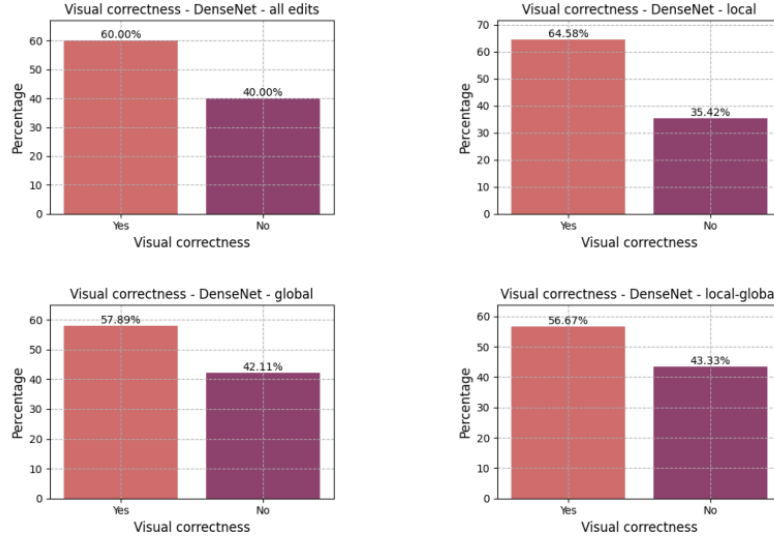 Visual correctness - DenseNet - all edits
60.00%
40.00%
Percentage
60
50
40
30
20
10
0
Yes
No
Visual correctness
Visual correctness - DenseNet - local
64.58%
35.42%
Percentage
70
60
50
40
30
20
10
0
Yes
No
Visual correctness
Visual correctness - DenseNet - global
57.89%
42.11%
Percentage
60
50
40
30
20
10
0
Yes
No
Visual correctness
Visual correctness - DenseNet - local-global
56.67%
43.33%
Percentage
60
50
40
30
20
10
0
Yes
No
Visual correctness